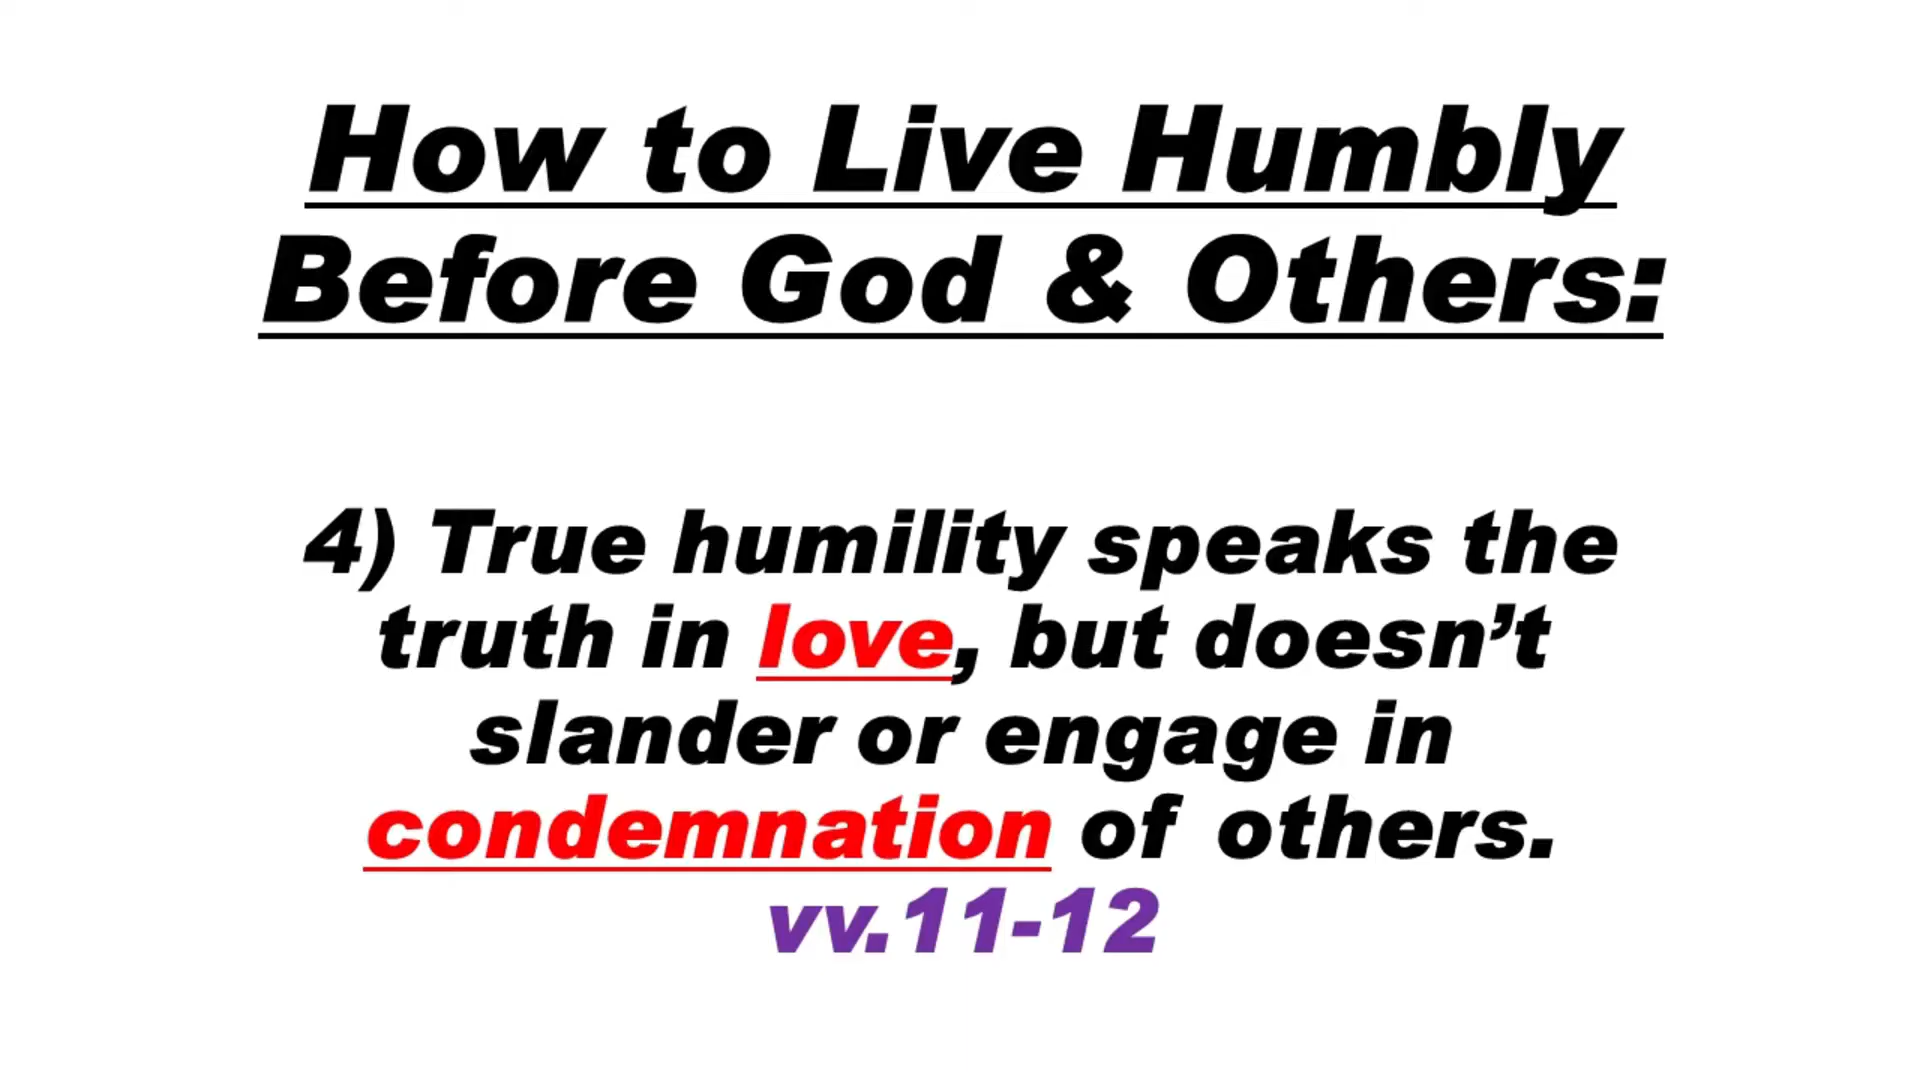 How to Live Humbly
Before God & Others:
4) True humility speaks the
truth in love, but doesn’t
slander or engage in
condemnation of others.
vv.11-12